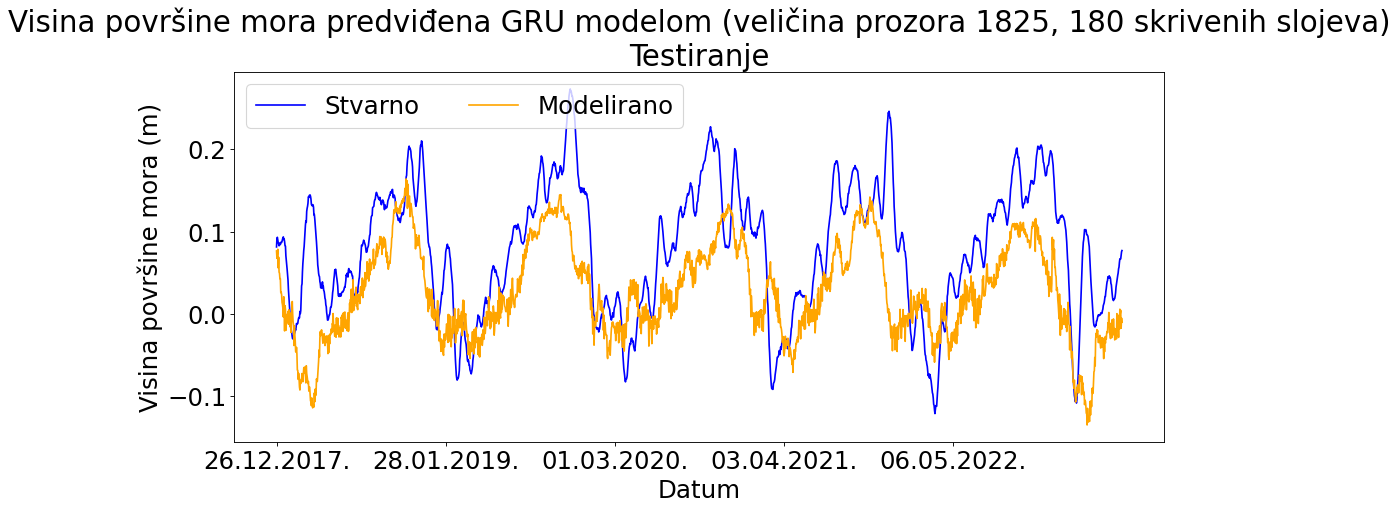 Visina površine mora predviđena GRU modelom (veličina prozora 1825, 180 skrivenih slojeva)
Testiranje
Stvarno
Modelirano
Visina površine mora (m)
0.2
0.1
0.0
−0.1
26.12.2017.
28.01.2019.
01.03.2020.
03.04.2021.
06.05.2022.
Datum